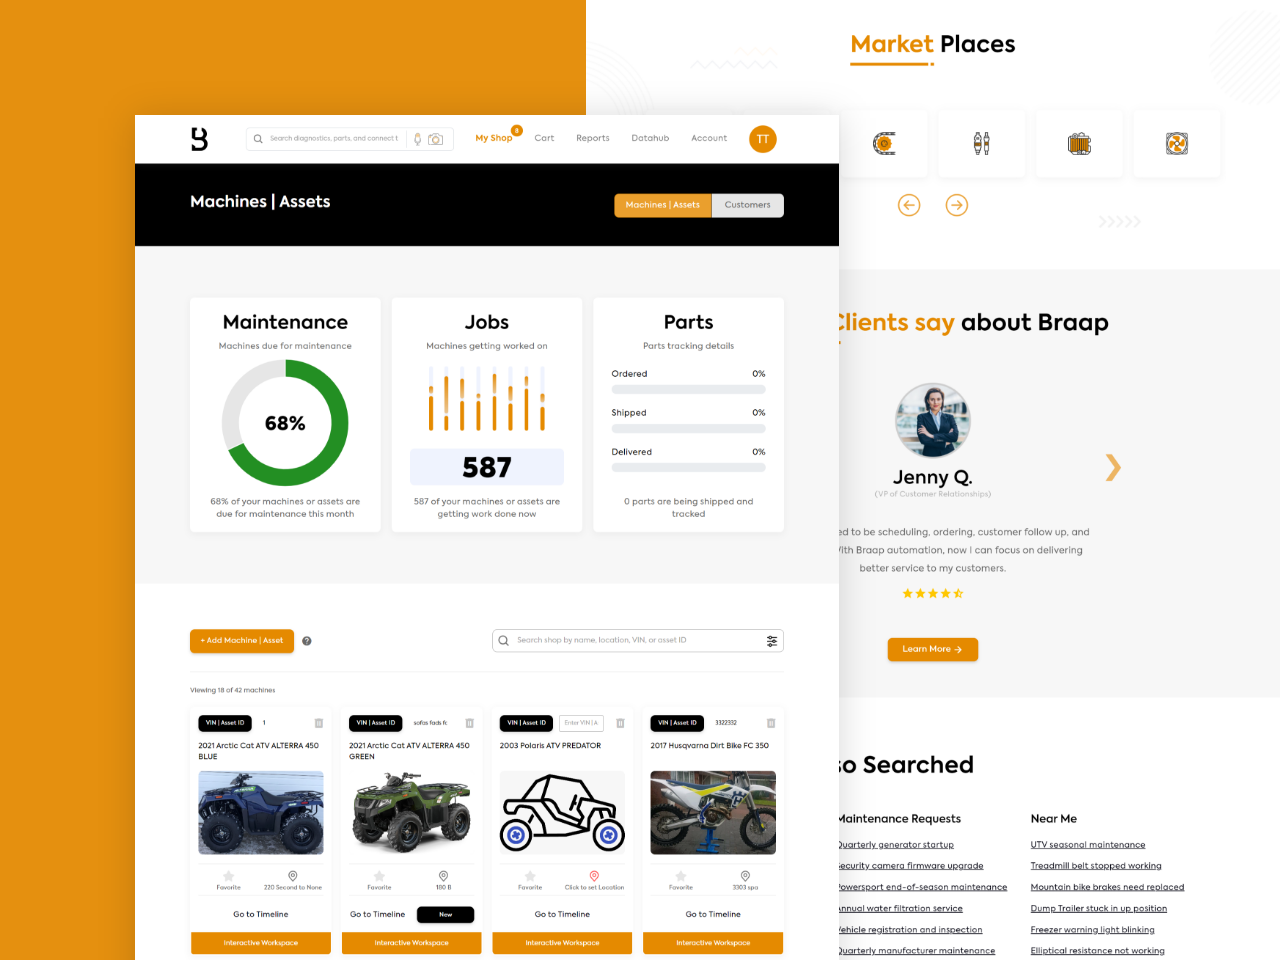 Market Places
Search diagnostics, parts, and connect t
My Shop
8
Cart
Reports
Datahub
Account
TT
Machines | Assets
Machines | Assets
Customers
Maintenance
Machines due for maintenance
68%
68% of your machines or assets are
due for maintenance this month
Jobs
Machines getting worked on
587
587 of your machines or assets are
getting work done now
Parts
Parts tracking details
Ordered 0%
Shipped 0%
Delivered 0%
0 parts are being shipped and
tracked
Clients say about Braap
Jenny Q.
(VP of Customer Relationships)
ed to be scheduling, ordering, customer follow up, and
With Braap automation, now I can focus on delivering
better service to my customers.
Learn More →
+ Add Machine | Asset
?
Search shop by name, location, VIN, or asset ID
Viewing 18 of 42 machines
VIN | Asset ID 1
2021 Arctic Cat ATV ALTERRA 450
BLUE
Favorite
220 Second to None
Go to Timeline
Interactive Workspace
VIN | Asset ID safas fads fc
2021 Arctic Cat ATV ALTERRA 450
GREEN
Favorite
180 fl
Go to Timeline
New
Interactive Workspace
VIN | Asset ID Enter VIN | A
2003 Polaris ATV PREDATOR
Favorite
Click to set Location
Go to Timeline
Interactive Workspace
VIN | Asset ID 3322332
2017 Husqvarna Dirt Bike FC 350
Favorite
3303 spa
Go to Timeline
Interactive Workspace
so Searched
Maintenance Requests
Quarterly generator startup
Security camera firmware upgrade
Powersport end-of-season maintenance
Annual water filtration service
Vehicle registration and inspection
Quarterly manufacturer maintenance
Near Me
UTV seasonal maintenance
Treadmill belt stopped working
Mountain bike brakes need replaced
Dump Trailer stuck in up position
Freezer warning light blinking
Elliptical resistance not working